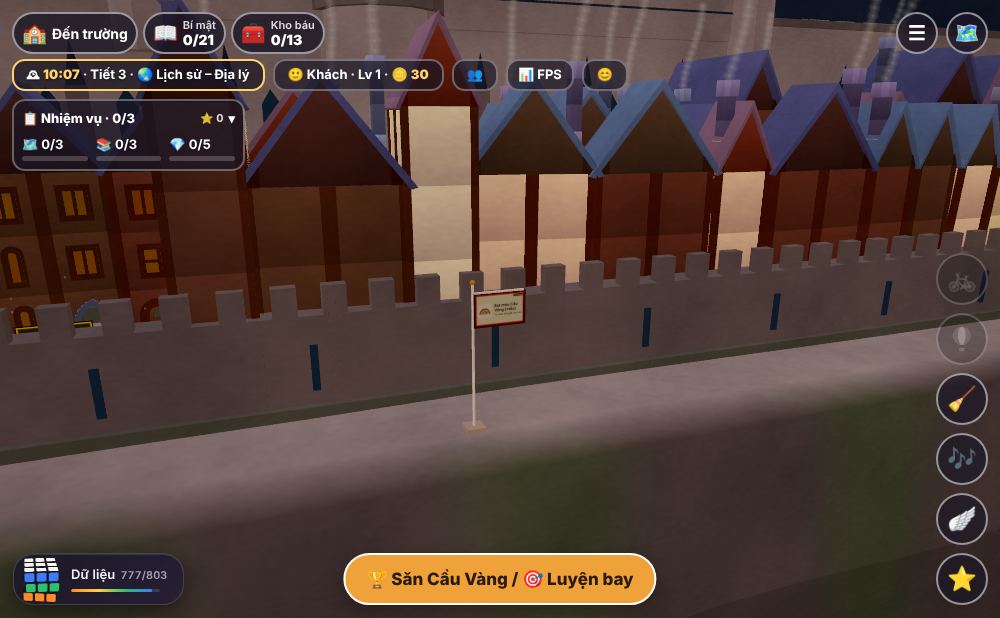 Đến trường
Bí mật
0/21
Kho báu
0/13
10:07 · Tiết 3 · Lịch sử – Địa lý
Khách · Lv 1 · 30
FPS
Nhiệm vụ · 0/3
0
0/3
0/3
0/5
Dữ liệu 777/803
Săn Cầu Vàng / Luyện bay